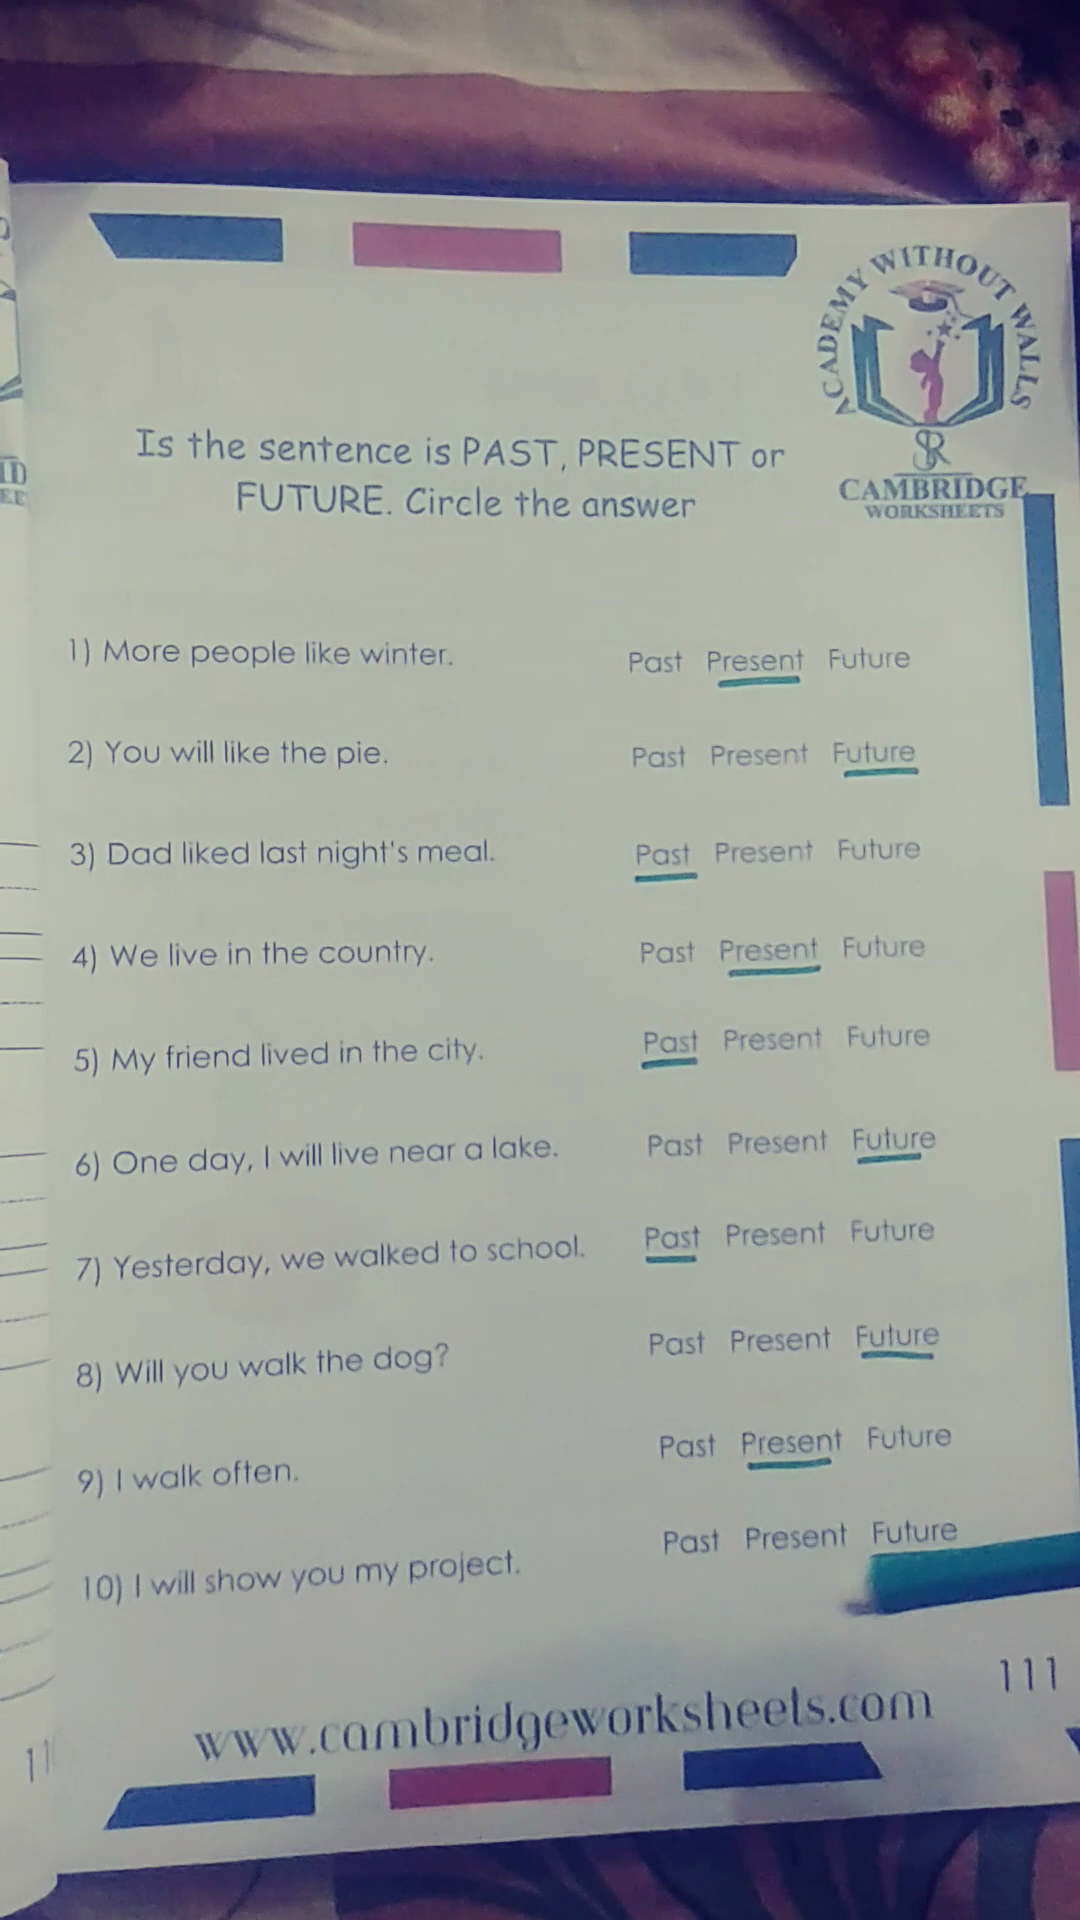 ACADEMY WITHOUT WALLS
SR
CAMBRIDGE
WORKSHEETS
Is the sentence is PAST, PRESENT or
FUTURE. Circle the answer
1) More people like winter. Past Present Future
2) You will like the pie. Past Present Future
3) Dad liked last night's meal. Past Present Future
4) We live in the country. Past Present Future
5) My friend lived in the city. Past Present Future
6) One day, I will live near a lake. Past Present Future
7) Yesterday, we walked to school. Past Present Future
8) Will you walk the dog? Past Present Future
9) I walk often. Past Present Future
10) I will show you my project. Past Present Future
www.cambridgeworksheets.com
111